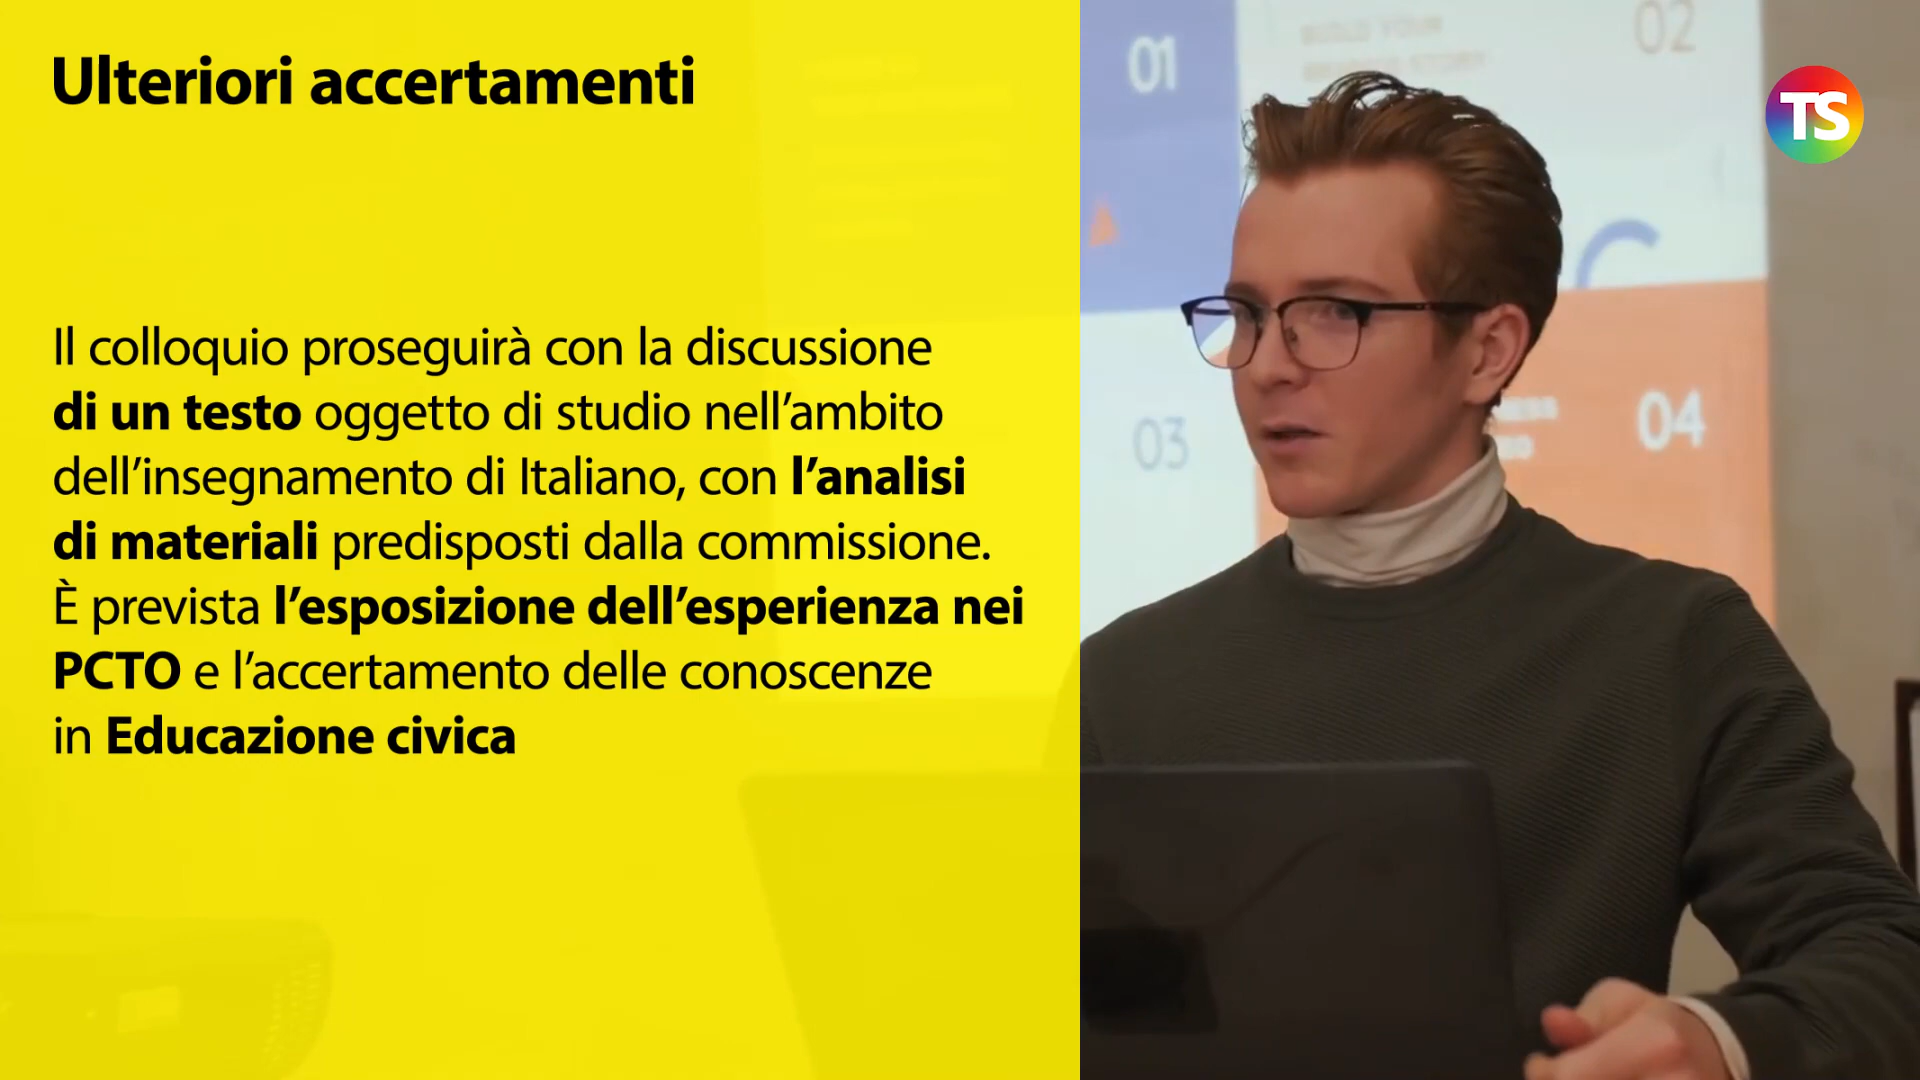 Ulteriori accertamenti
Il colloquio proseguirà con la discussione
di un testo oggetto di studio nell’ambito
dell’insegnamento di Italiano, con l’analisi
di materiali predisposti dalla commissione.
È prevista l’esposizione dell’esperienza nei
PCTO e l’accertamento delle conoscenze
in Educazione civica
01
BUILD YOUR
02
TS
03
04